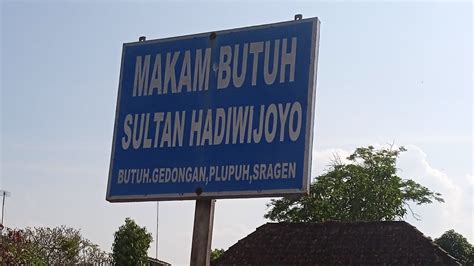 MAKAM BUTUH
SULTAN HADIWIJOYO
BUTUH.GEDONGAN,PLUPUH,SRAGEN